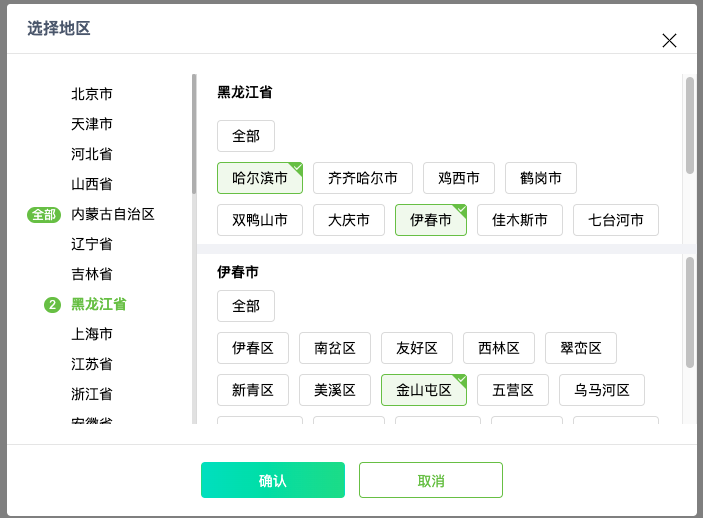 选择地区
北京市
天津市
河北省
山西省
全部 内蒙古自治区
辽宁省
吉林省
2 黑龙江省
上海市
江苏省
浙江省
安徽省
黑龙江省
全部
哈尔滨市 齐齐哈尔市 鸡西市 鹤岗市
双鸭山市 大庆市 伊春市 佳木斯市 七台河市
伊春市
全部
伊春区 南岔区 友好区 西林区 翠峦区
新青区 美溪区 金山屯区 五营区 乌马河区
确认 取消